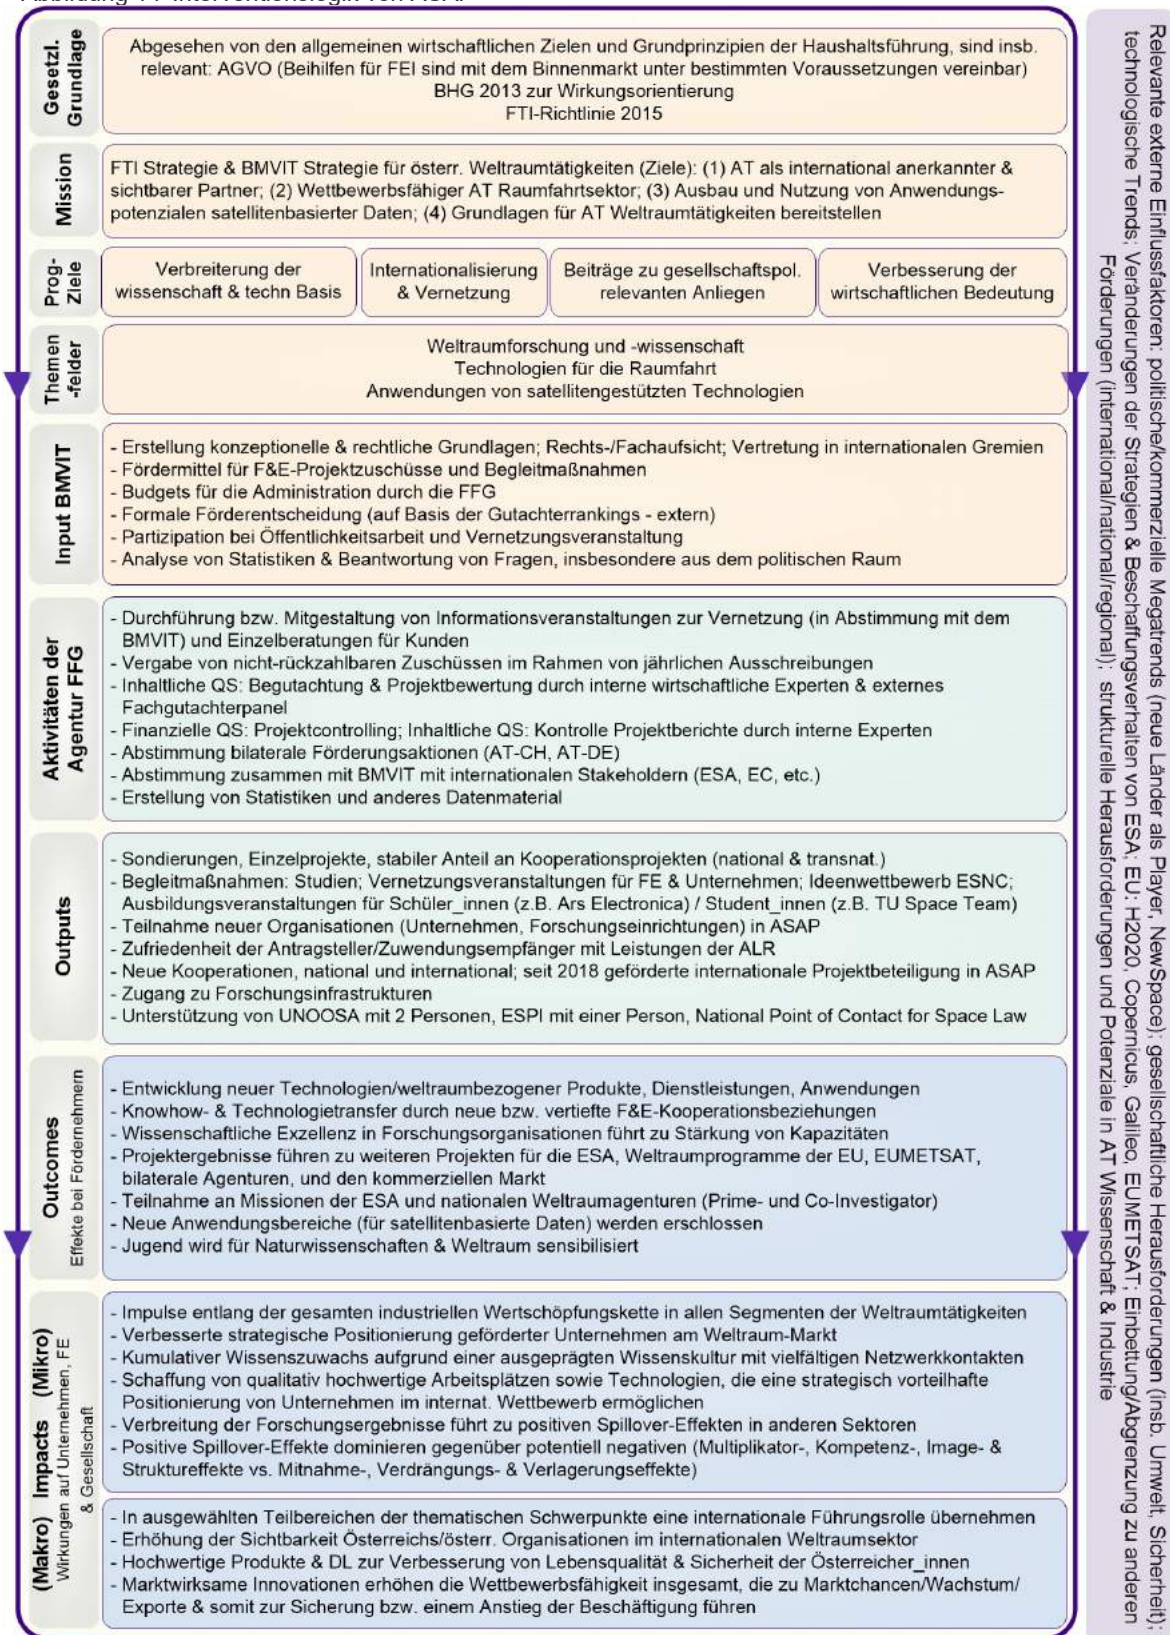 Gesetzl.
Grundlage
Abgesehen von den allgemeinen wirtschaftlichen Zielen und Grundprinzipien der Haushaltsführung, sind insb.
relevant: AGVO (Beihilfen für FEI sind mit dem Binnenmarkt unter bestimmten Voraussetzungen vereinbar)
BHG 2013 zur Wirkungsorientierung
FTI-Richtlinie 2015
Mission
FTI Strategie & BMVIT Strategie für österr. Weltraumtätigkeiten (Ziele): (1) AT als international anerkannter &
sichtbarer Partner; (2) Wettbewerbsfähiger AT Raumfahrtsektor; (3) Ausbau und Nutzung von Anwendungs-
potenzialen satellitenbasierter Daten; (4) Grundlagen für AT Weltraumtätigkeiten bereitstellen
Prog-
Ziele
Verbreiterung der
wissenschaft & techn Basis
Internationalisierung
& Vernetzung
Beiträge zu gesellschaftspol.
relevanten Anliegen
Verbesserung der
wirtschaftlichen Bedeutung
Themen
-felder
Weltraumforschung und -wissenschaft
Technologien für die Raumfahrt
Anwendungen von satellitengestützten Technologien
Input BMVIT
- Erstellung konzeptionelle & rechtliche Grundlagen; Rechts-/Fachaufsicht; Vertretung in internationalen Gremien
- Fördermittel für F&E-Projektzuschüsse und Begleitmaßnahmen
- Budgets für die Administration durch die FFG
- Formale Förderentscheidung (auf Basis der Gutachterrankings - extern)
- Partizipation bei Öffentlichkeitsarbeit und Vernetzungsveranstaltung
- Analyse von Statistiken & Beantwortung von Fragen, insbesondere aus dem politischen Raum
Aktivitäten der
Agentur FFG
- Durchführung bzw. Mitgestaltung von Informationsveranstaltungen zur Vernetzung (in Abstimmung mit dem
BMVIT) und Einzelberatungen für Kunden
- Vergabe von nicht-rückzahlbaren Zuschüssen im Rahmen von jährlichen Ausschreibungen
- Inhaltliche QS: Begutachtung & Projektbewertung durch interne wirtschaftliche Experten & externes
Fachgutachterpanel
- Finanzielle QS: Projektcontrolling; Inhaltliche QS: Kontrolle Projektberichte durch interne Experten
- Abstimmung bilaterale Förderungsaktionen (AT-CH, AT-DE)
- Abstimmung zusammen mit BMVIT mit internationalen Stakeholdern (ESA, EC, etc.)
- Erstellung von Statistiken und anderes Datenmaterial
Outputs
- Sondierungen, Einzelprojekte, stabiler Anteil an Kooperationsprojekten (national & transnat.)
- Begleitmaßnahmen: Studien; Vernetzungsveranstaltungen für FE & Unternehmen; Ideenwettbewerb ESNC;
Ausbildungsveranstaltungen für Schüler_innen (z.B. Ars Electronica) / Student_innen (z.B. TU Space Team)
- Teilnahme neuer Organisationen (Unternehmen, Forschungseinrichtungen) in ASAP
- Zufriedenheit der Antragsteller/Zuwendungsempfänger mit Leistungen der ALR
- Neue Kooperationen, national und international; seit 2018 geförderte internationale Projektbeteiligung in ASAP
- Zugang zu Forschungsinfrastrukturen
- Unterstützung von UNOOSA mit 2 Personen, ESPI mit einer Person, National Point of Contact for Space Law
Outcomes
Effekte bei Fördernehmern
- Entwicklung neuer Technologien/weltraumbezogener Produkte, Dienstleistungen, Anwendungen
- Knowhow- & Technologietransfer durch neue bzw. vertiefte F&E-Kooperationsbeziehungen
- Wissenschaftliche Exzellenz in Forschungsorganisationen führt zu Stärkung von Kapazitäten
- Projektergebnisse führen zu weiteren Projekten für die ESA, Weltraumprogramme der EU, EUMETSAT,
bilaterale Agenturen, und den kommerziellen Markt
- Teilnahme an Missionen der ESA und nationalen Weltraumagenturen (Prime- und Co-Investigator)
- Neue Anwendungsbereiche (für satellitenbasierte Daten) werden erschlossen
- Jugend wird für Naturwissenschaften & Weltraum sensibilisiert
(Makro) Impacts (Mikro)
Wirkungen auf Unternehmen, FE
& Gesellschaft
- Impulse entlang der gesamten industriellen Wertschöpfungskette in allen Segmenten der Weltraumtätigkeiten
- Verbesserte strategische Positionierung geförderter Unternehmen am Weltraum-Markt
- Kumulativer Wissenszuwachs aufgrund einer ausgeprägten Wissenskultur mit vielfältigen Netzwerkkontakten
- Schaffung von qualitativ hochwertige Arbeitsplätzen sowie Technologien, die eine strategisch vorteilhafte
Positionierung von Unternehmen im internat. Wettbewerb ermöglichen
- Verbreitung der Forschungsergebnisse führt zu positiven Spillover-Effekten in anderen Sektoren
- Positive Spillover-Effekte dominieren gegenüber potentiell negativen (Multiplikator-, Kompetenz-, Image- &
Struktureffekte vs. Mitnahme-, Verdrängungs- & Verlagerungseffekte)
- In ausgewählten Teilbereichen der thematischen Schwerpunkte eine internationale Führungsrolle übernehmen
- Erhöhung der Sichtbarkeit Österreichs/österr. Organisationen im internationalen Weltraumsektor
- Hochwertige Produkte & DL zur Verbesserung von Lebensqualität & Sicherheit der Österreicher_innen
- Marktwirksame Innovationen erhöhen die Wettbewerbsfähigkeit insgesamt, die zu Marktchancen/Wachstum/
Exporte & somit zur Sicherung bzw. einem Anstieg der Beschäftigung führen
Relevante externe Einflussfaktoren: politische/kommerzielle Megatrends (neue Länder als Player, NewSpace); gesellschaftliche Herausforderungen (insb. Umwelt, Sicherheit);
technologische Trends; Veränderungen der Strategien & Beschaffungsverhalten von ESA; EU: H2020, Copernicus, Galileo, EUMETSAT; Einbettung/Abgrenzung zu anderen
Förderungen (international/national/regional); strukturelle Herausforderungen und Potenziale in AT Wissenschaft & Industrie